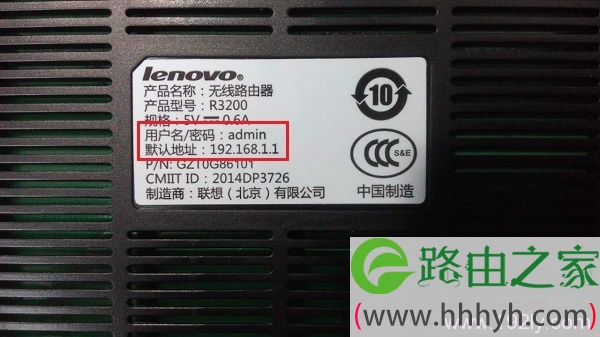 lenovo
产品名称：无线路由器
产品型号：R3200
规格：5V 0.6A
用户名/密码：admin
默认地址：192.168.1.1
P/N: GZT0G86101
CMIIT ID：2014DP3726
制造商：联想（北京）有限公司
10
CCC S&E
中国制造
路由之家
(www.hhhyh.com)